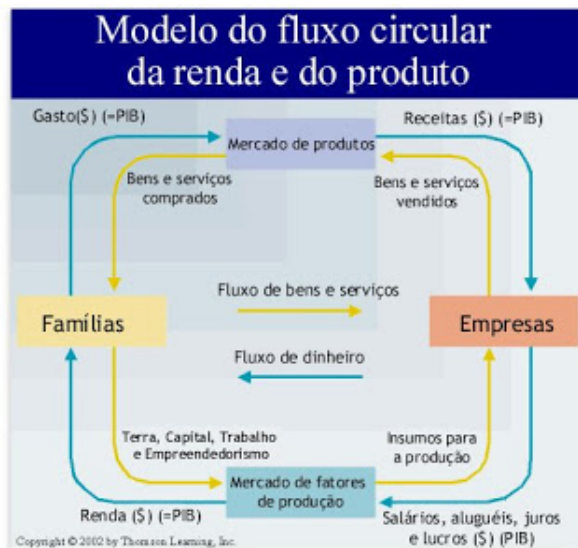 Modelo do fluxo circular
da renda e do produto
Gasto($) (=PIB)
Receitas ($) (=PIB)
Mercado de produtos
Bens e serviços
comprados
Bens e serviços
vendidos
Fluxo de bens e serviços
Famílias
Empresas
Fluxo de dinheiro
Terra, Capital, Trabalho
e Empreendedorismo
Insumos para
a produção
Mercado de fatores
de produção
Renda ($) (=PIB)
Salários, aluguéis, juros
e lucros ($) (PIB)
Copyright © 2002 by Thomson Learning, Inc.